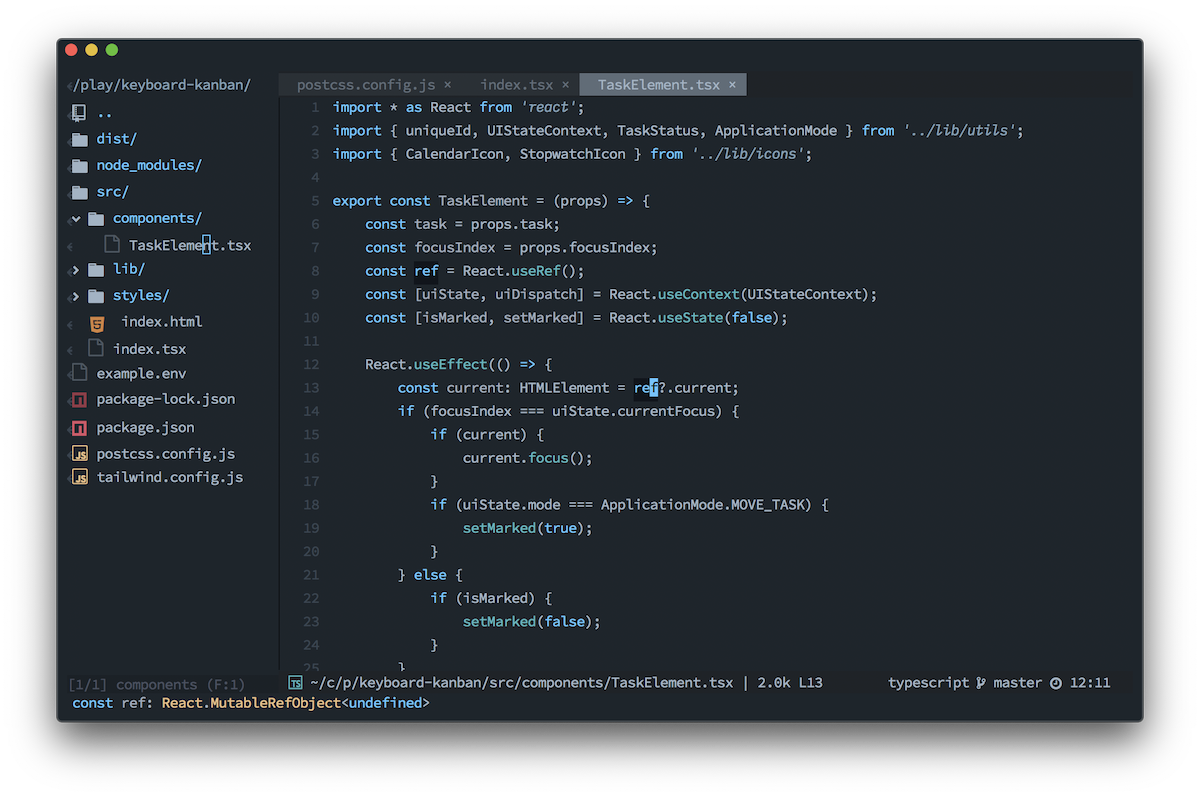 /play/keyboard-kanban/
..
dist/
node_modules/
src/
components/
TaskElement.tsx
lib/
styles/
index.html
index.tsx
example.env
package-lock.json
package.json
postcss.config.js
tailwind.config.js
postcss.config.js × index.tsx × TaskElement.tsx ×
1 import * as React from 'react';
2 import { uniqueId, UIStateContext, TaskStatus, ApplicationMode } from '../lib/utils';
3 import { CalendarIcon, StopwatchIcon } from '../lib/icons';
4
5 export const TaskElement = (props) => {
6     const task = props.task;
7     const focusIndex = props.focusIndex;
8     const ref = React.useRef();
9     const [uiState, uiDispatch] = React.useContext(UIStateContext);
10     const [isMarked, setMarked] = React.useState(false);
11
12     React.useEffect(() => {
13         const current: HTMLElement = ref?.current;
14         if (focusIndex === uiState.currentFocus) {
15             if (current) {
16                 current.focus();
17             }
18             if (uiState.mode === ApplicationMode.MOVE_TASK) {
19                 setMarked(true);
20             }
21         } else {
22             if (isMarked) {
23                 setMarked(false);
24             }
25         }
[1/1] components (F:1)
TS ~/c/p/keyboard-kanban/src/components/TaskElement.tsx | 2.0k L13 typescript master 12:11
const ref: React.MutableRefObject<undefined>